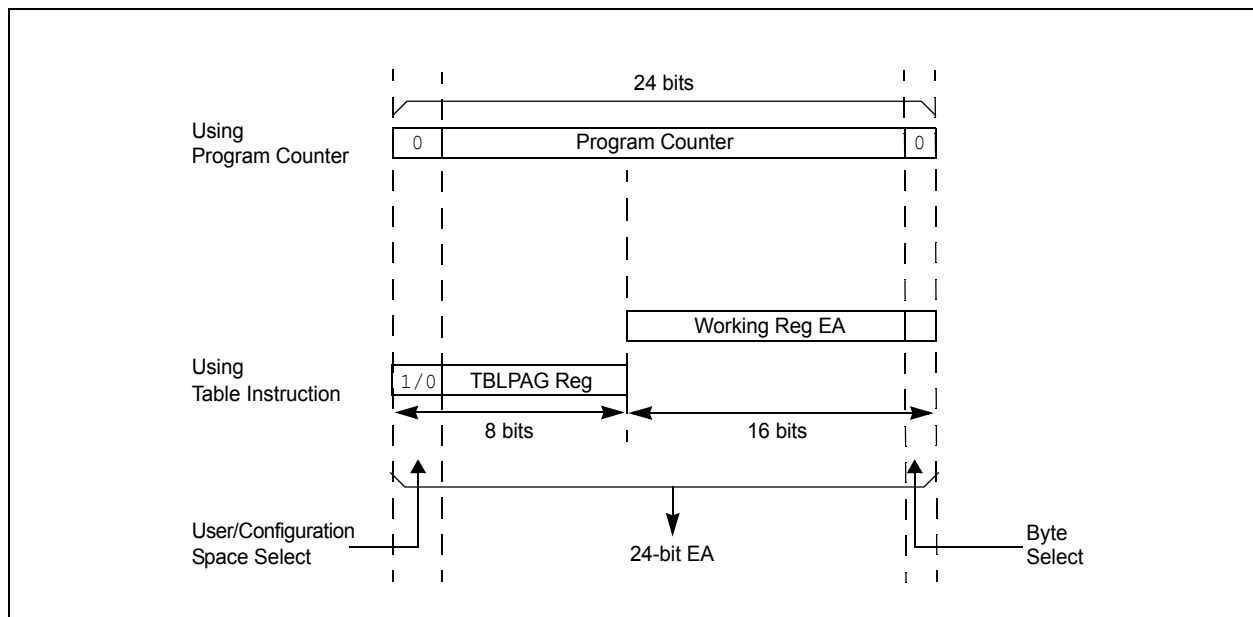 24 bits
Using
Program Counter
0
Program Counter
0
Working Reg EA
Using
Table Instruction
1/0
TBLPAG Reg
8 bits
16 bits
User/Configuration
Space Select
24-bit EA
Byte
Select